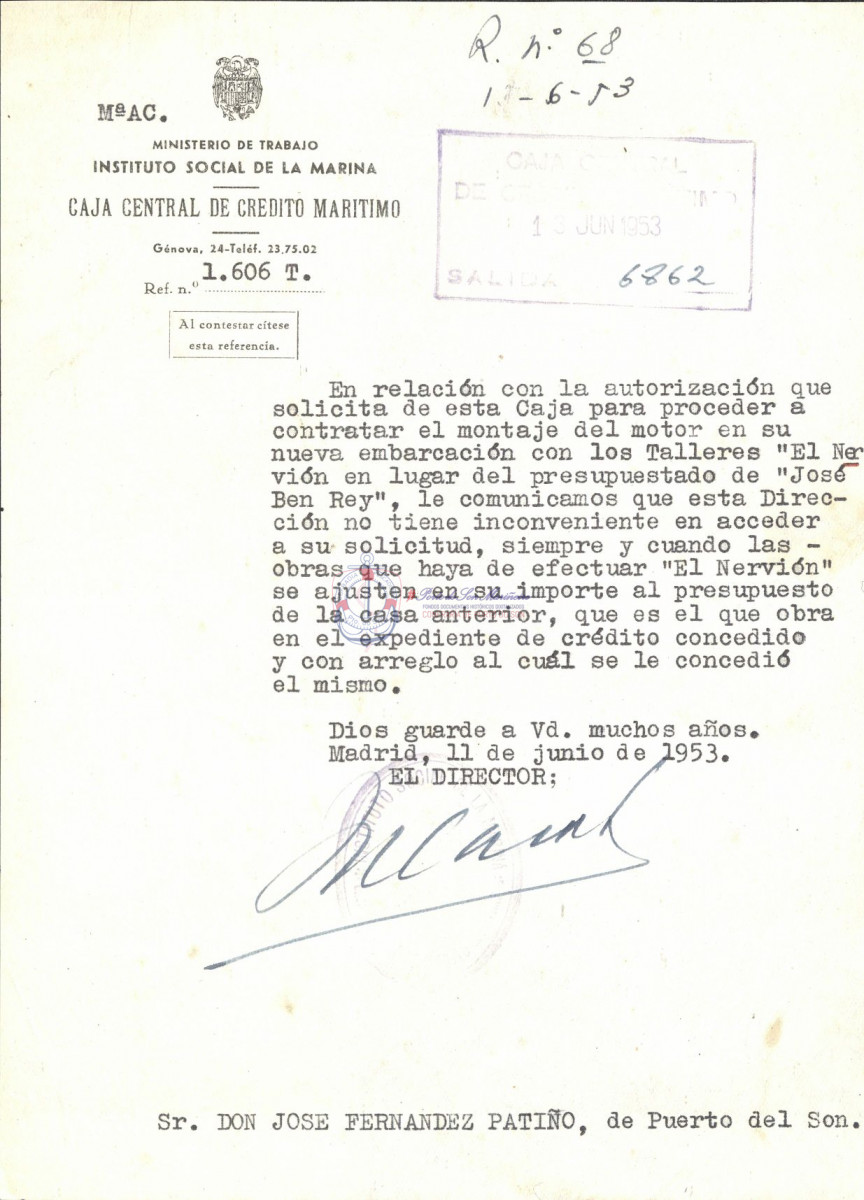 R. nº 68
MªAC.
MINISTERIO DE TRABAJO
INSTITUTO SOCIAL DE LA MARINA
CAJA CENTRAL DE CREDITO MARITIMO
Génova, 24-Teléf. 23.75.02
Ref. n.º 1.606 T.
Al contestar cítese
esta referencia.
CAJA
DE
JUN 1953
SALIDA 6862
En relación con la autorización que
solicita de esta Caja para proceder a
contratar el montaje del motor en su
nueva embarcación con los Talleres "El Ner
vión en lugar del presupuestado de "José
Ben Rey", le comunicamos que esta Direc-
ción no tiene inconveniente en acceder
a su solicitud, siempre y cuando las -
obras que haya de efectuar "El Nervión"
se ajusten en su importe al presupuesto
de la casa anterior, que es el que obra
en el expediente de crédito concedido
y con arreglo al cuál se le concedió
el mismo.
Dios guarde a Vd. muchos años.
Madrid, 11 de junio de 1953.
EL DIRECTOR;
Sr. DON JOSE FERNANDEZ PATIÑO, de Puerto del Son.